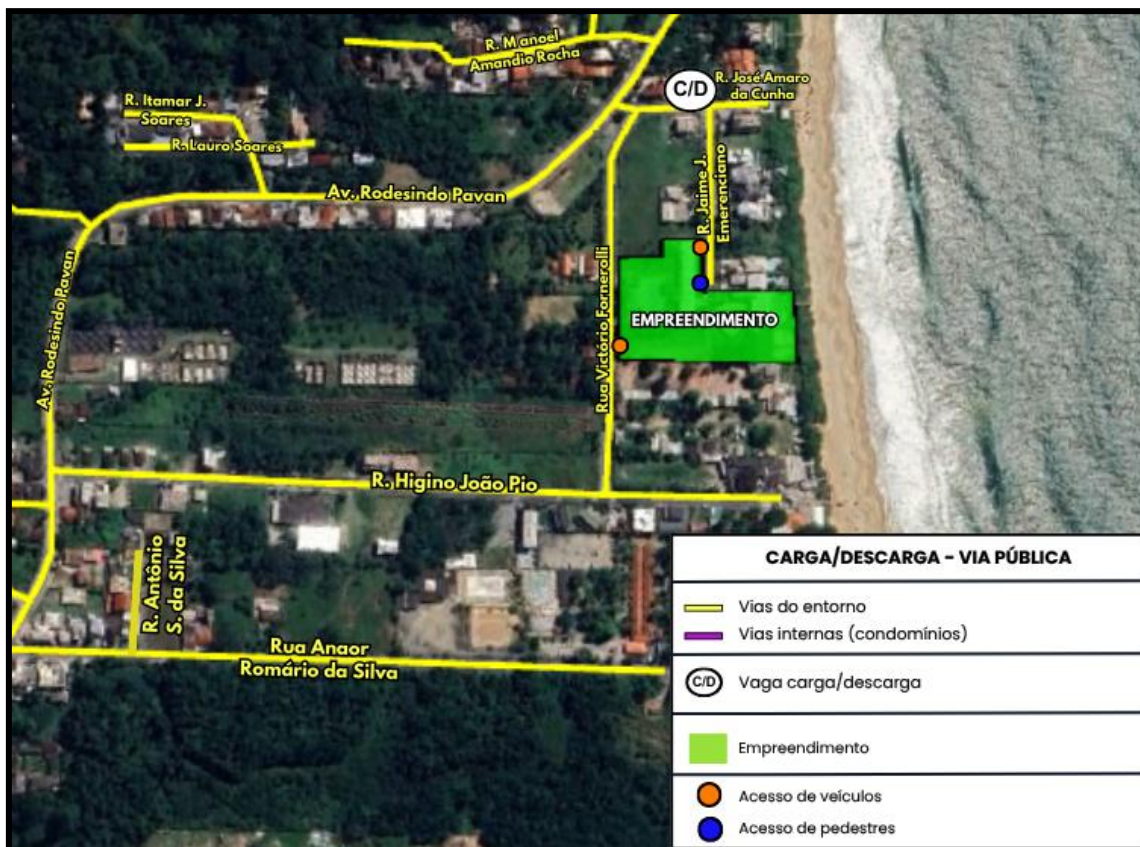 R. Manoel
Amandio Rocha
C/D
R. José Amaro
da Cunha
R. Itamar J.
Soares
R. Lauro Soares
Av. Rodesindo Pavan
R. Jaime J.
Emerenciano
Av. Rodesindo Pavan
Rua Victório Fornerolli
EMPREENDIMENTO
R. Higino João Pio
R. Antônio
S. da Silva
Rua Anaor
Romário da Silva
CARGA/DESCARGA - VIA PÚBLICA
Vias do entorno
Vias internas (condomínios)
C/D Vaga carga/descarga
Empreendimento
Acesso de veículos
Acesso de pedestres